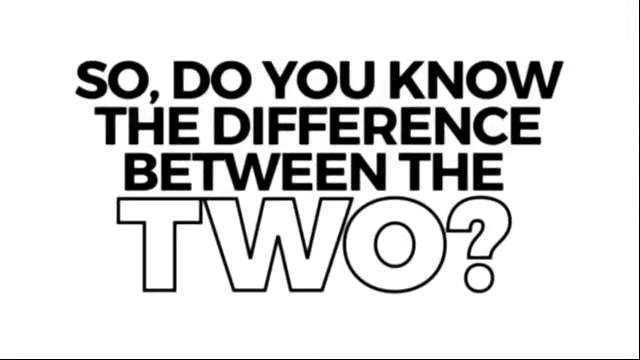 SO, DO YOU KNOW
THE DIFFERENCE
BETWEEN THE
TWO?